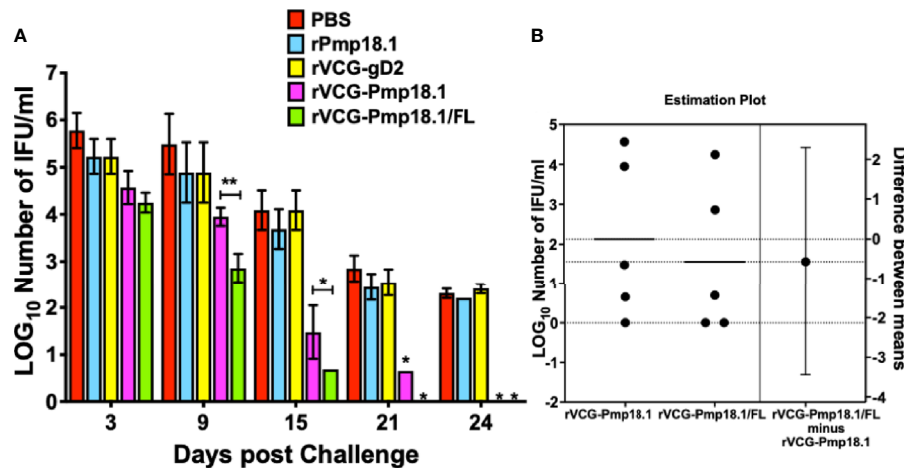 A
PBS
rPmp18.1
rVCG-gD2
rVCG-Pmp18.1
rVCG-Pmp18.1/FL
LOG10 Number of IFU/ml
7
6
5
4
3
2
1
0
**
*
*
*
* *
3 9 15 21 24
Days post Challenge
B
Estimation Plot
LOG10 Number of IFU/ml
5
4
3
2
1
0
-1
-2
2
1
0
-1
-2
-3
-4
Difference between means
rVCG-Pmp18.1 rVCG-Pmp18.1/FL rVCG-Pmp18.1/FL
minus
rVCG-Pmp18.1